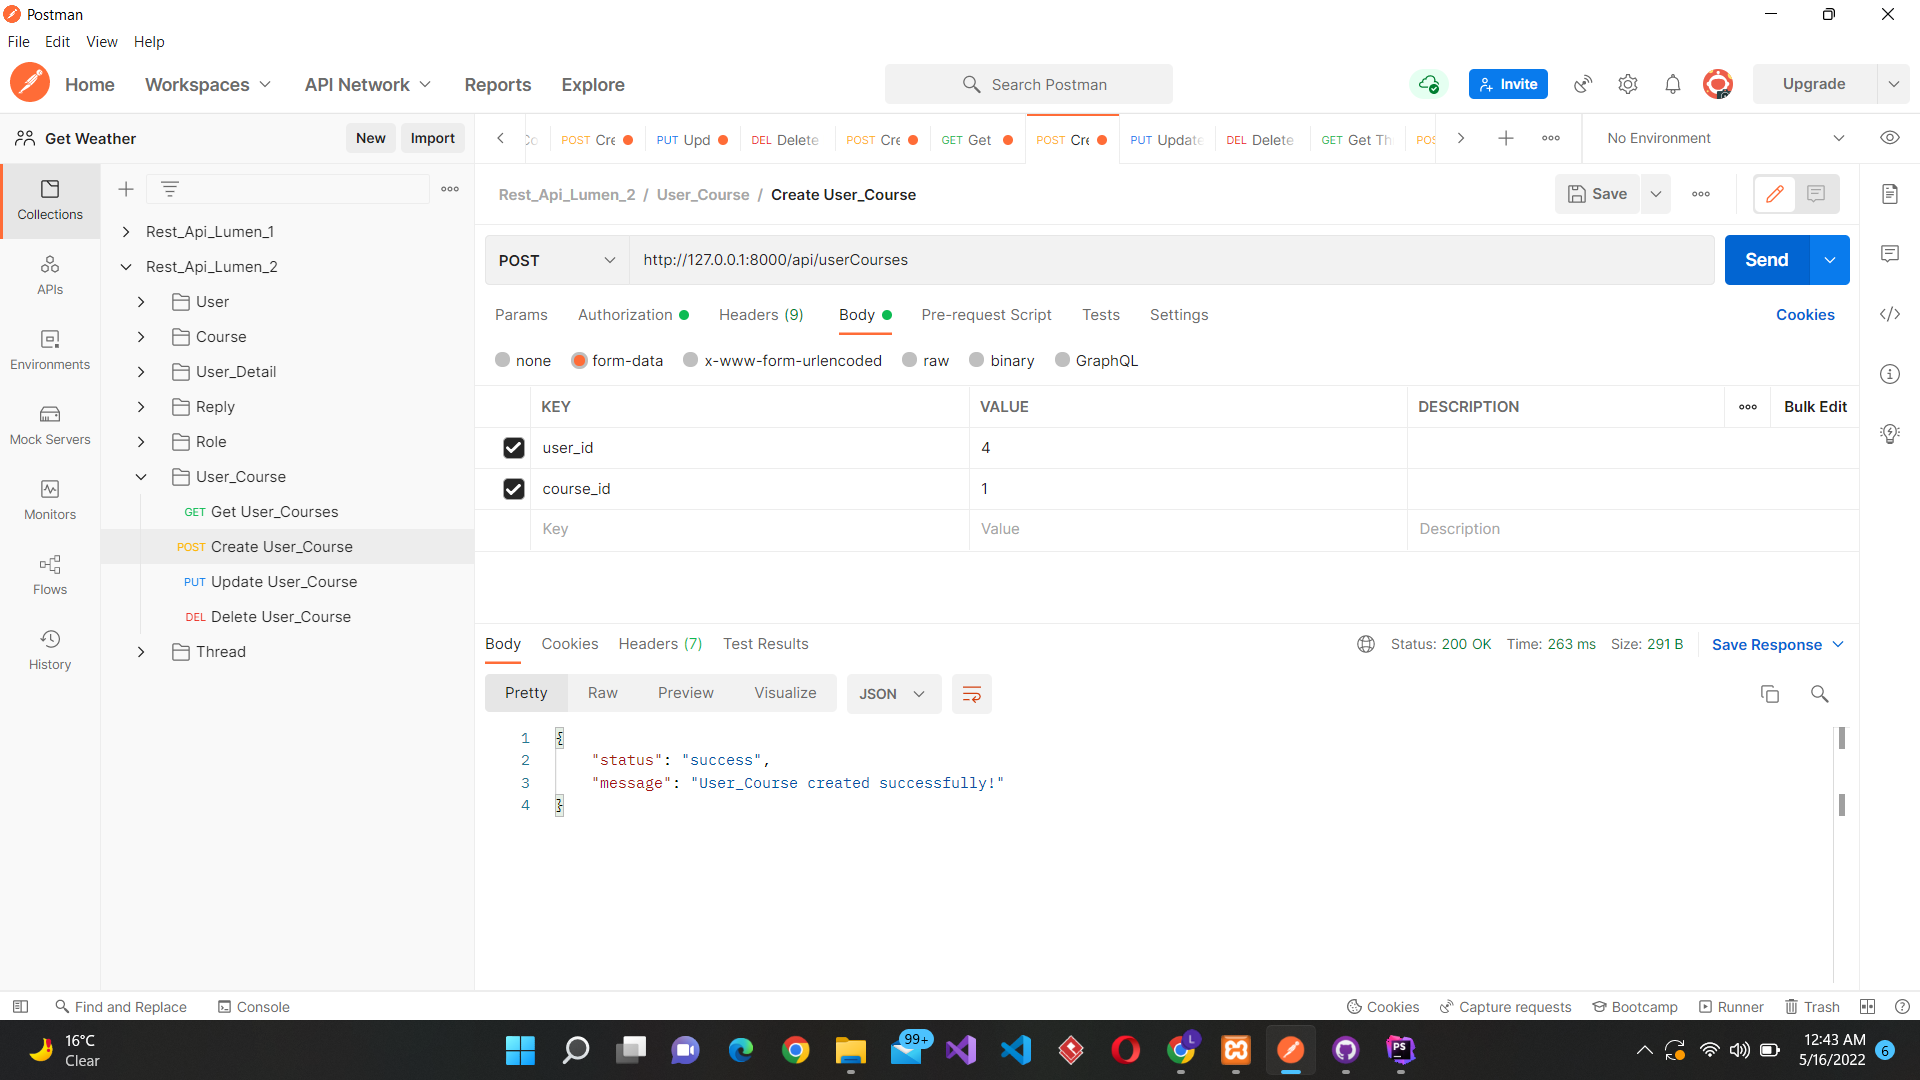 Postman
File Edit View Help
Home Workspaces API Network Reports Explore Search Postman Invite Upgrade
Get Weather New Import
POST Cre PUT Upd DEL Delete POST Cre GET Get POST Cre PUT Update DEL Delete GET Get Th POS No Environment
Collections
APIs
Environments
Mock Servers
Monitors
Flows
History
Rest_Api_Lumen_1
Rest_Api_Lumen_2
User
Course
User_Detail
Reply
Role
User_Course
GET Get User_Courses
POST Create User_Course
PUT Update User_Course
DEL Delete User_Course
Thread
Rest_Api_Lumen_2 / User_Course / Create User_Course Save
POST http://127.0.0.1:8000/api/userCourses Send
Params Authorization Headers (9) Body Pre-request Script Tests Settings Cookies
none form-data x-www-form-urlencoded raw binary GraphQL
KEY VALUE DESCRIPTION Bulk Edit
user_id 4
course_id 1
Key Value Description
Body Cookies Headers (7) Test Results Status: 200 OK Time: 263 ms Size: 291 B Save Response
Pretty Raw Preview Visualize JSON
1 {
2 "status": "success",
3 "message": "User_Course created successfully!"
4 }
Find and Replace Console Cookies Capture requests Bootcamp Runner Trash
16°C
Clear
99+
L
PS
12:43 AM
5/16/2022
6